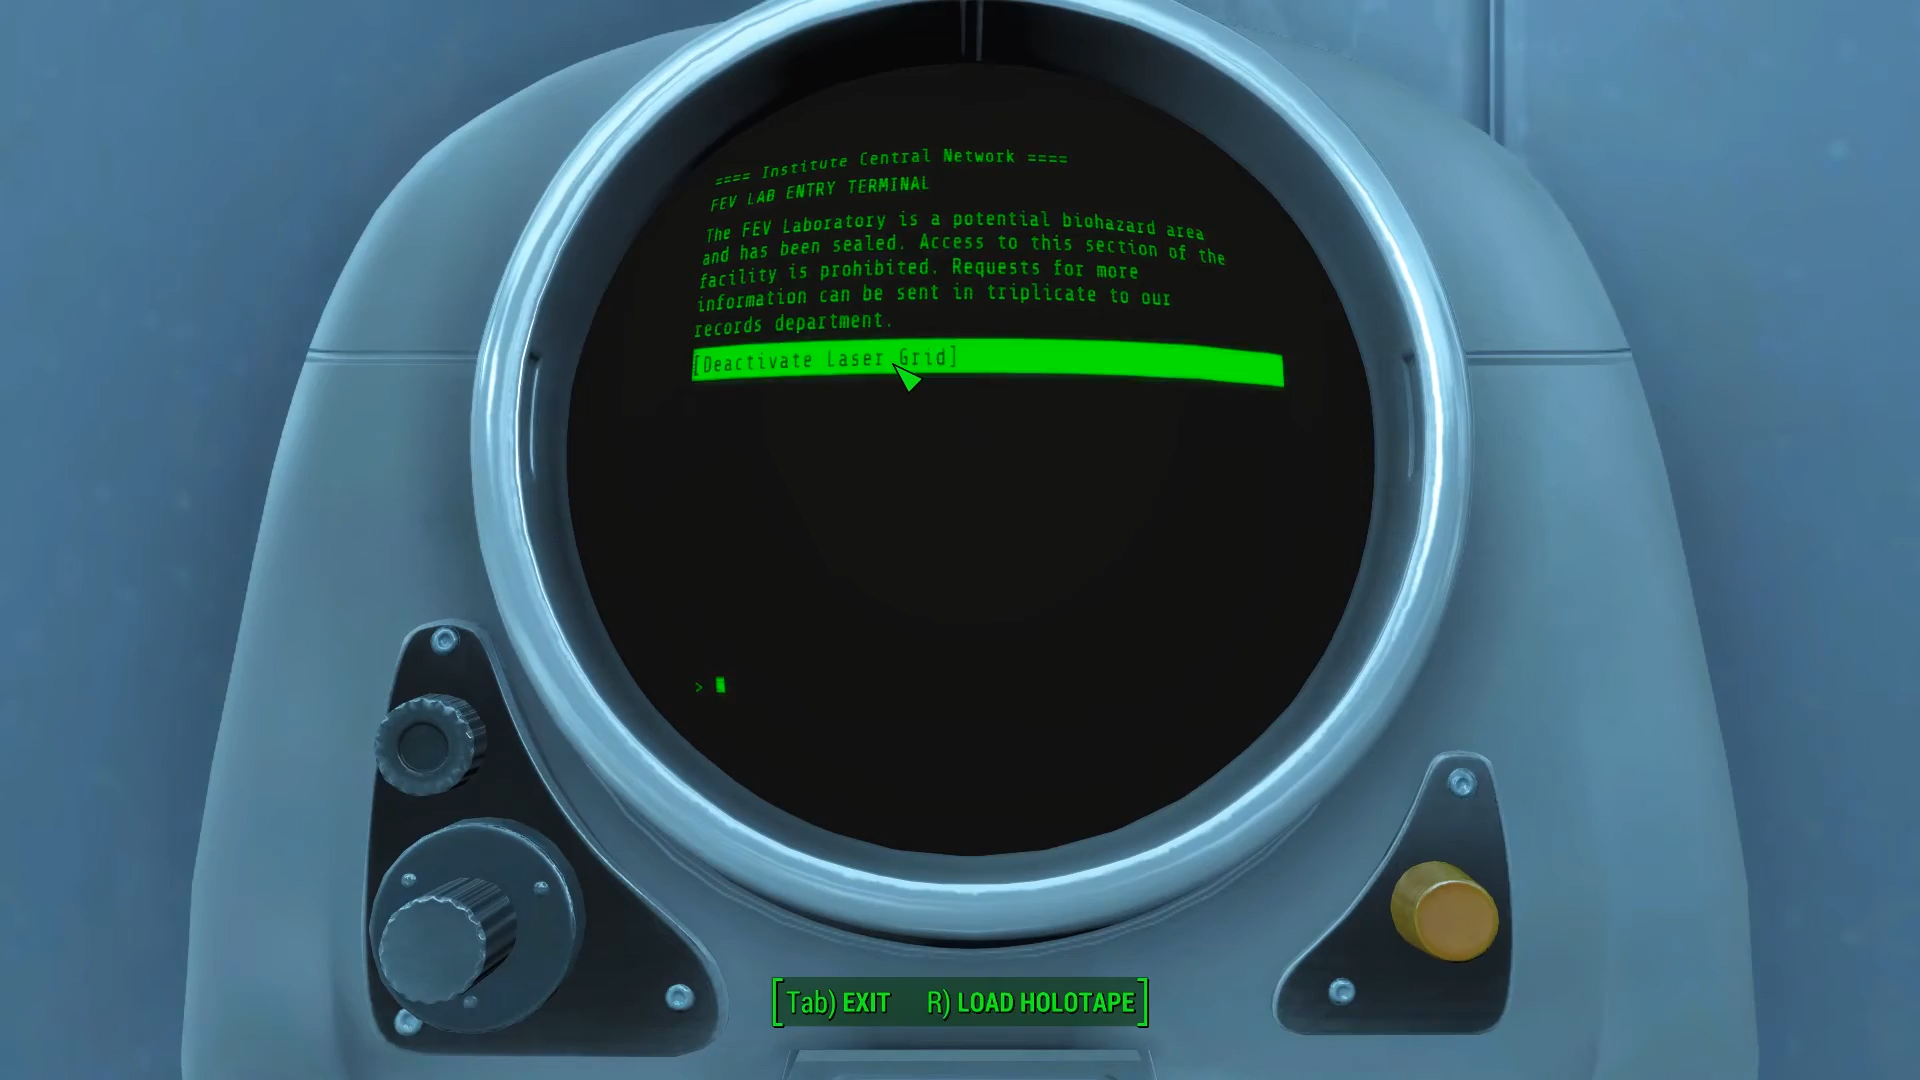 ==== Institute Central Network ====
FEV LAB ENTRY TERMINAL
The FEV Laboratory is a potential biohazard area
and has been sealed. Access to this section of the
facility is prohibited. Requests for more
information can be sent in triplicate to our
records department.
[Deactivate Laser Grid]
>
[Tab) EXIT R) LOAD HOLOTAPE]